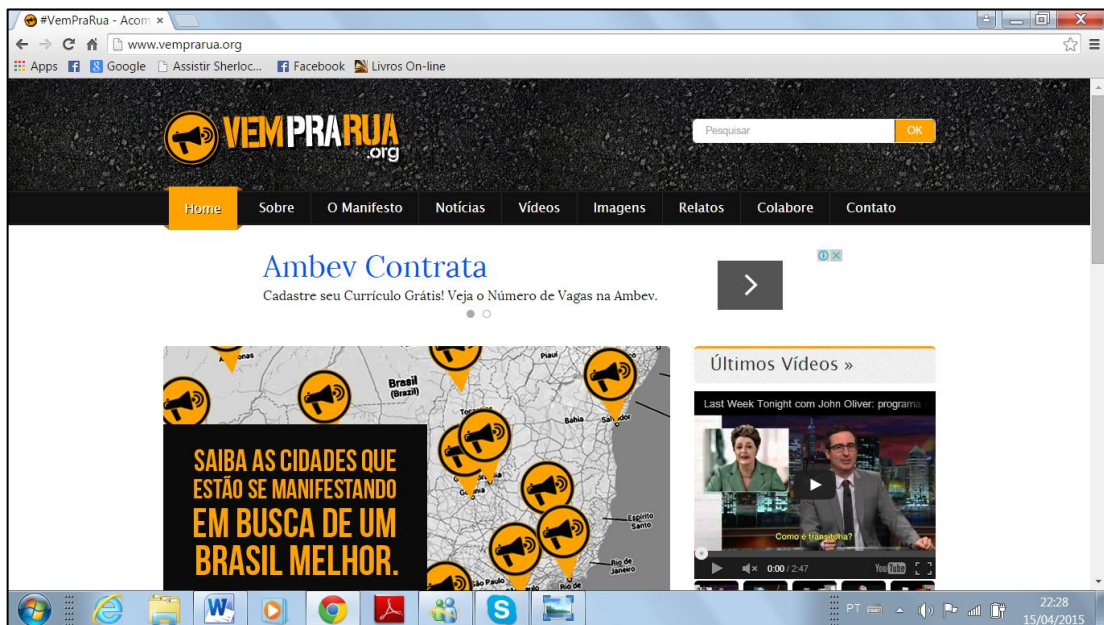 #VemPraRua - Acom
www.vemprarua.org
Apps
Google
Assistir Sherloc...
Facebook
Livros On-line
VEMPRARUA
.org
Pesquisar
OK
Home
Sobre
O Manifesto
Notícias
Vídeos
Imagens
Relatos
Colabore
Contato
Ambev Contrata
Cadastre seu Currículo Grátis! Veja o Número de Vagas na Ambev.
Últimos Vídeos »
Last Week Tonight com John Oliver: programa
Piauí
Brasil
(Brazil)
Bahia
SAIBA AS CIDADES QUE
ESTÃO SE MANIFESTANDO
EM BUSCA DE UM
BRASIL MELHOR.
Espírito
Santo
Rio de
Janeiro
São Paulo
Rio de
Como é transitória?
0:00 / 2:47
YouTube
PT
22:28
15/04/2015